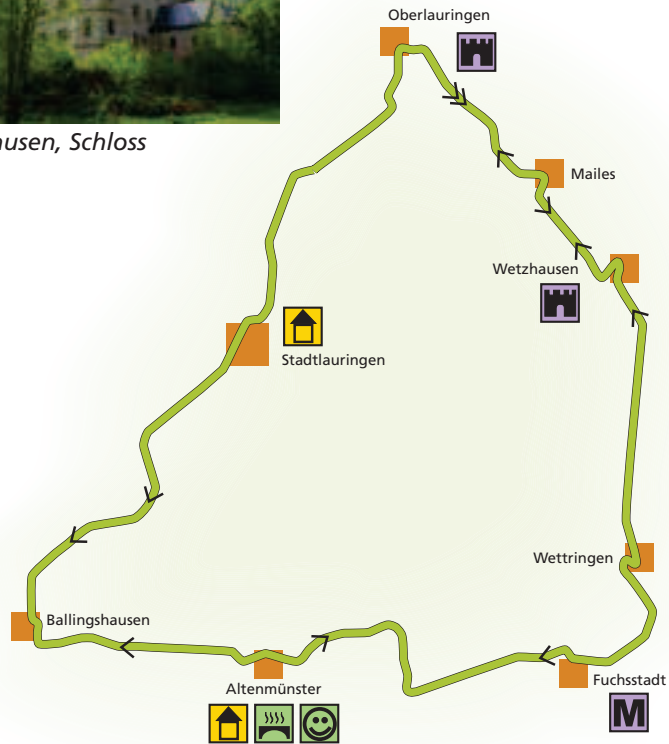 Oberlauringen
ausen, Schloss
Mailes
Wetzhausen
Stadtlauringen
Wettringen
Ballingshausen
Fuchsstadt
Altenmünster
M